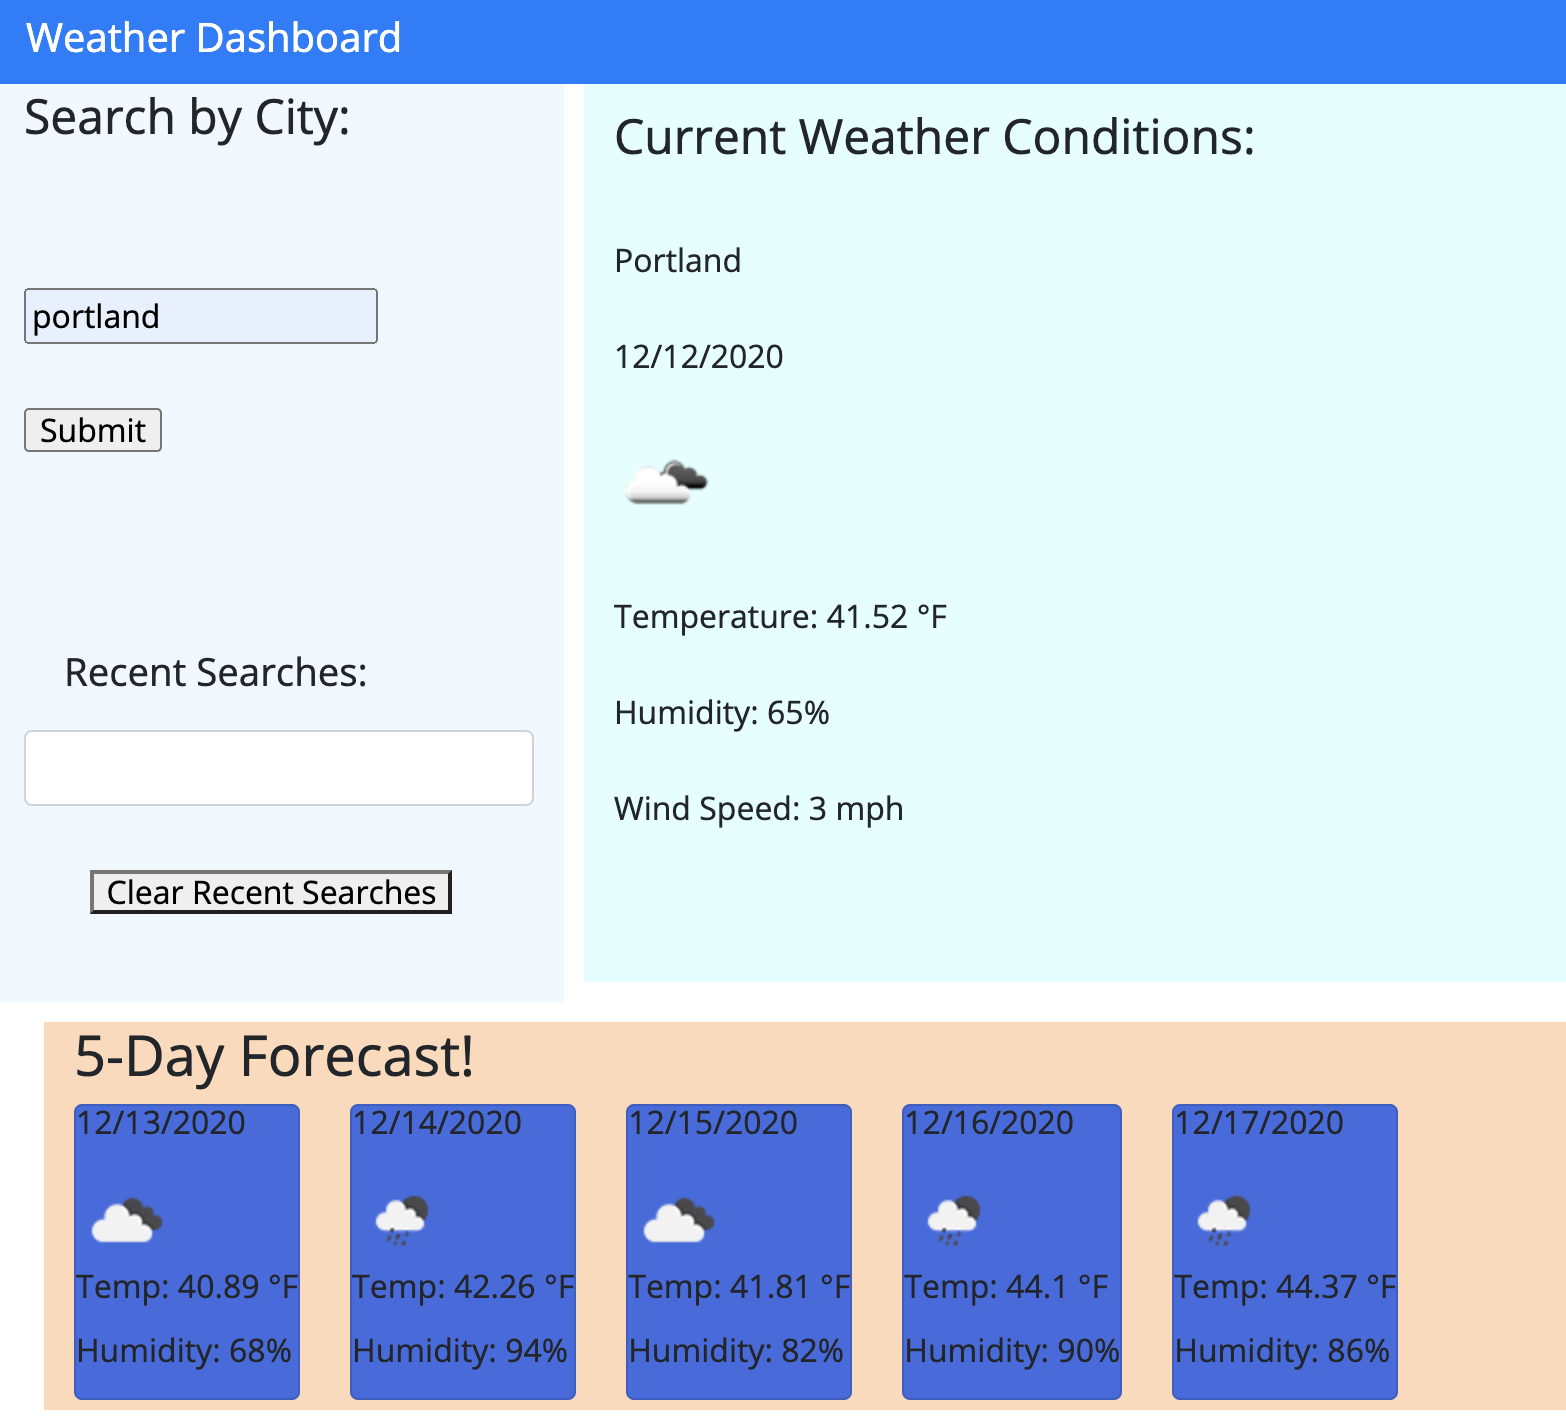 Weather Dashboard
Search by City:
portland
Submit
Recent Searches:
Clear Recent Searches
Current Weather Conditions:
Portland
12/12/2020
Temperature: 41.52 °F
Humidity: 65%
Wind Speed: 3 mph
5-Day Forecast!
12/13/2020
Temp: 40.89 °F
Humidity: 68%
12/14/2020
Temp: 42.26 °F
Humidity: 94%
12/15/2020
Temp: 41.81 °F
Humidity: 82%
12/16/2020
Temp: 44.1 °F
Humidity: 90%
12/17/2020
Temp: 44.37 °F
Humidity: 86%